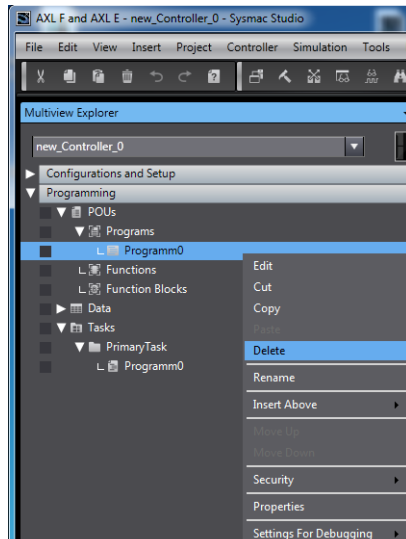 AXL F and AXL E - new_Controller_0 - Sysmac Studio
File Edit View Insert Project Controller Simulation Tools
Multiview Explorer
new_Controller_0
Configurations and Setup
Programming
POUs
Programs
Programm0
Functions
Function Blocks
Data
Tasks
PrimaryTask
Programm0
Edit
Cut
Copy
Paste
Delete
Rename
Insert Above
Move Up
Move Down
Security
Properties
Settings For Debugging